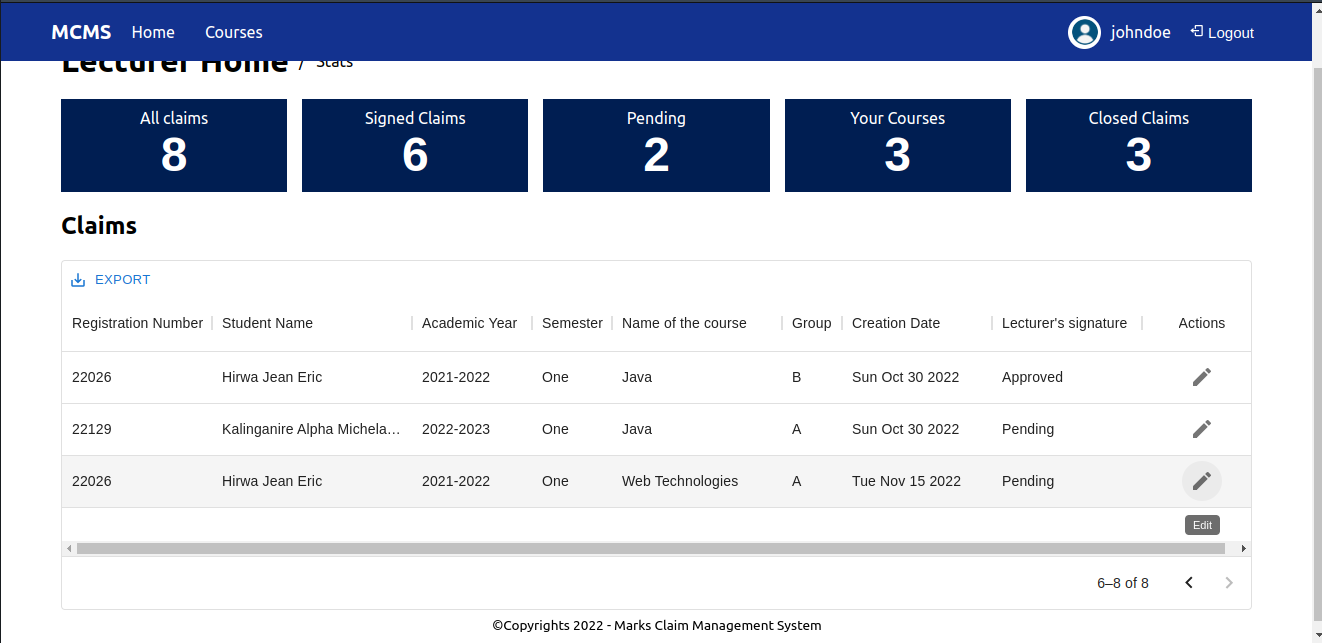 MCMS Home Courses johndoe Logout
Lecturer Home / Stats
All claims Signed Claims Pending Your Courses Closed Claims
8 6 2 3 3
Claims
EXPORT
Registration Number Student Name Academic Year Semester Name of the course Group Creation Date Lecturer's signature Actions
22026 Hirwa Jean Eric 2021-2022 One Java B Sun Oct 30 2022 Approved
22129 Kalinganire Alpha Michela… 2022-2023 One Java A Sun Oct 30 2022 Pending
22026 Hirwa Jean Eric 2021-2022 One Web Technologies A Tue Nov 15 2022 Pending
Edit
6–8 of 8
©Copyrights 2022 - Marks Claim Management System